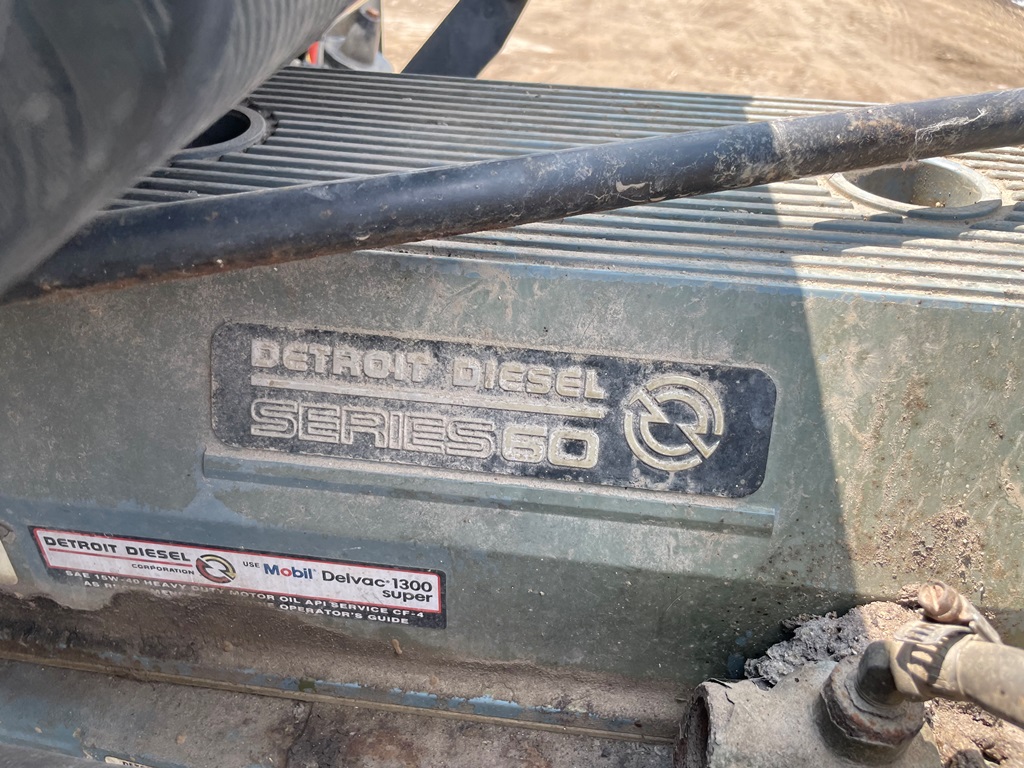 DETROIT DIESEL
SERIES 60
DETROIT DIESEL
CORPORATION
USE Mobil Delvac 1300
super
SAE 15W-40 HEAVY DUTY MOTOR OIL API SERVICE CF-4
AS
OPERATOR'S GUIDE